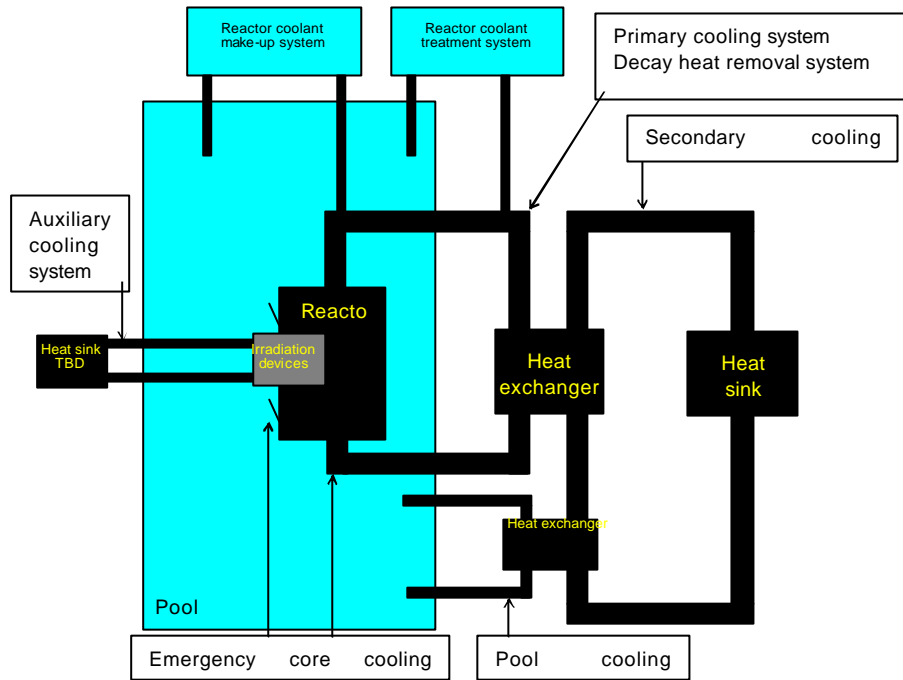 Reactor coolant
make-up system
Reactor coolant
treatment system
Primary cooling system
Decay heat removal system
Secondary cooling
Auxiliary
cooling
system
Reacto
Heat sink
TBD
Irradiation
devices
Heat
exchanger
Heat
sink
Heat exchanger
Pool
Emergency core cooling
Pool cooling